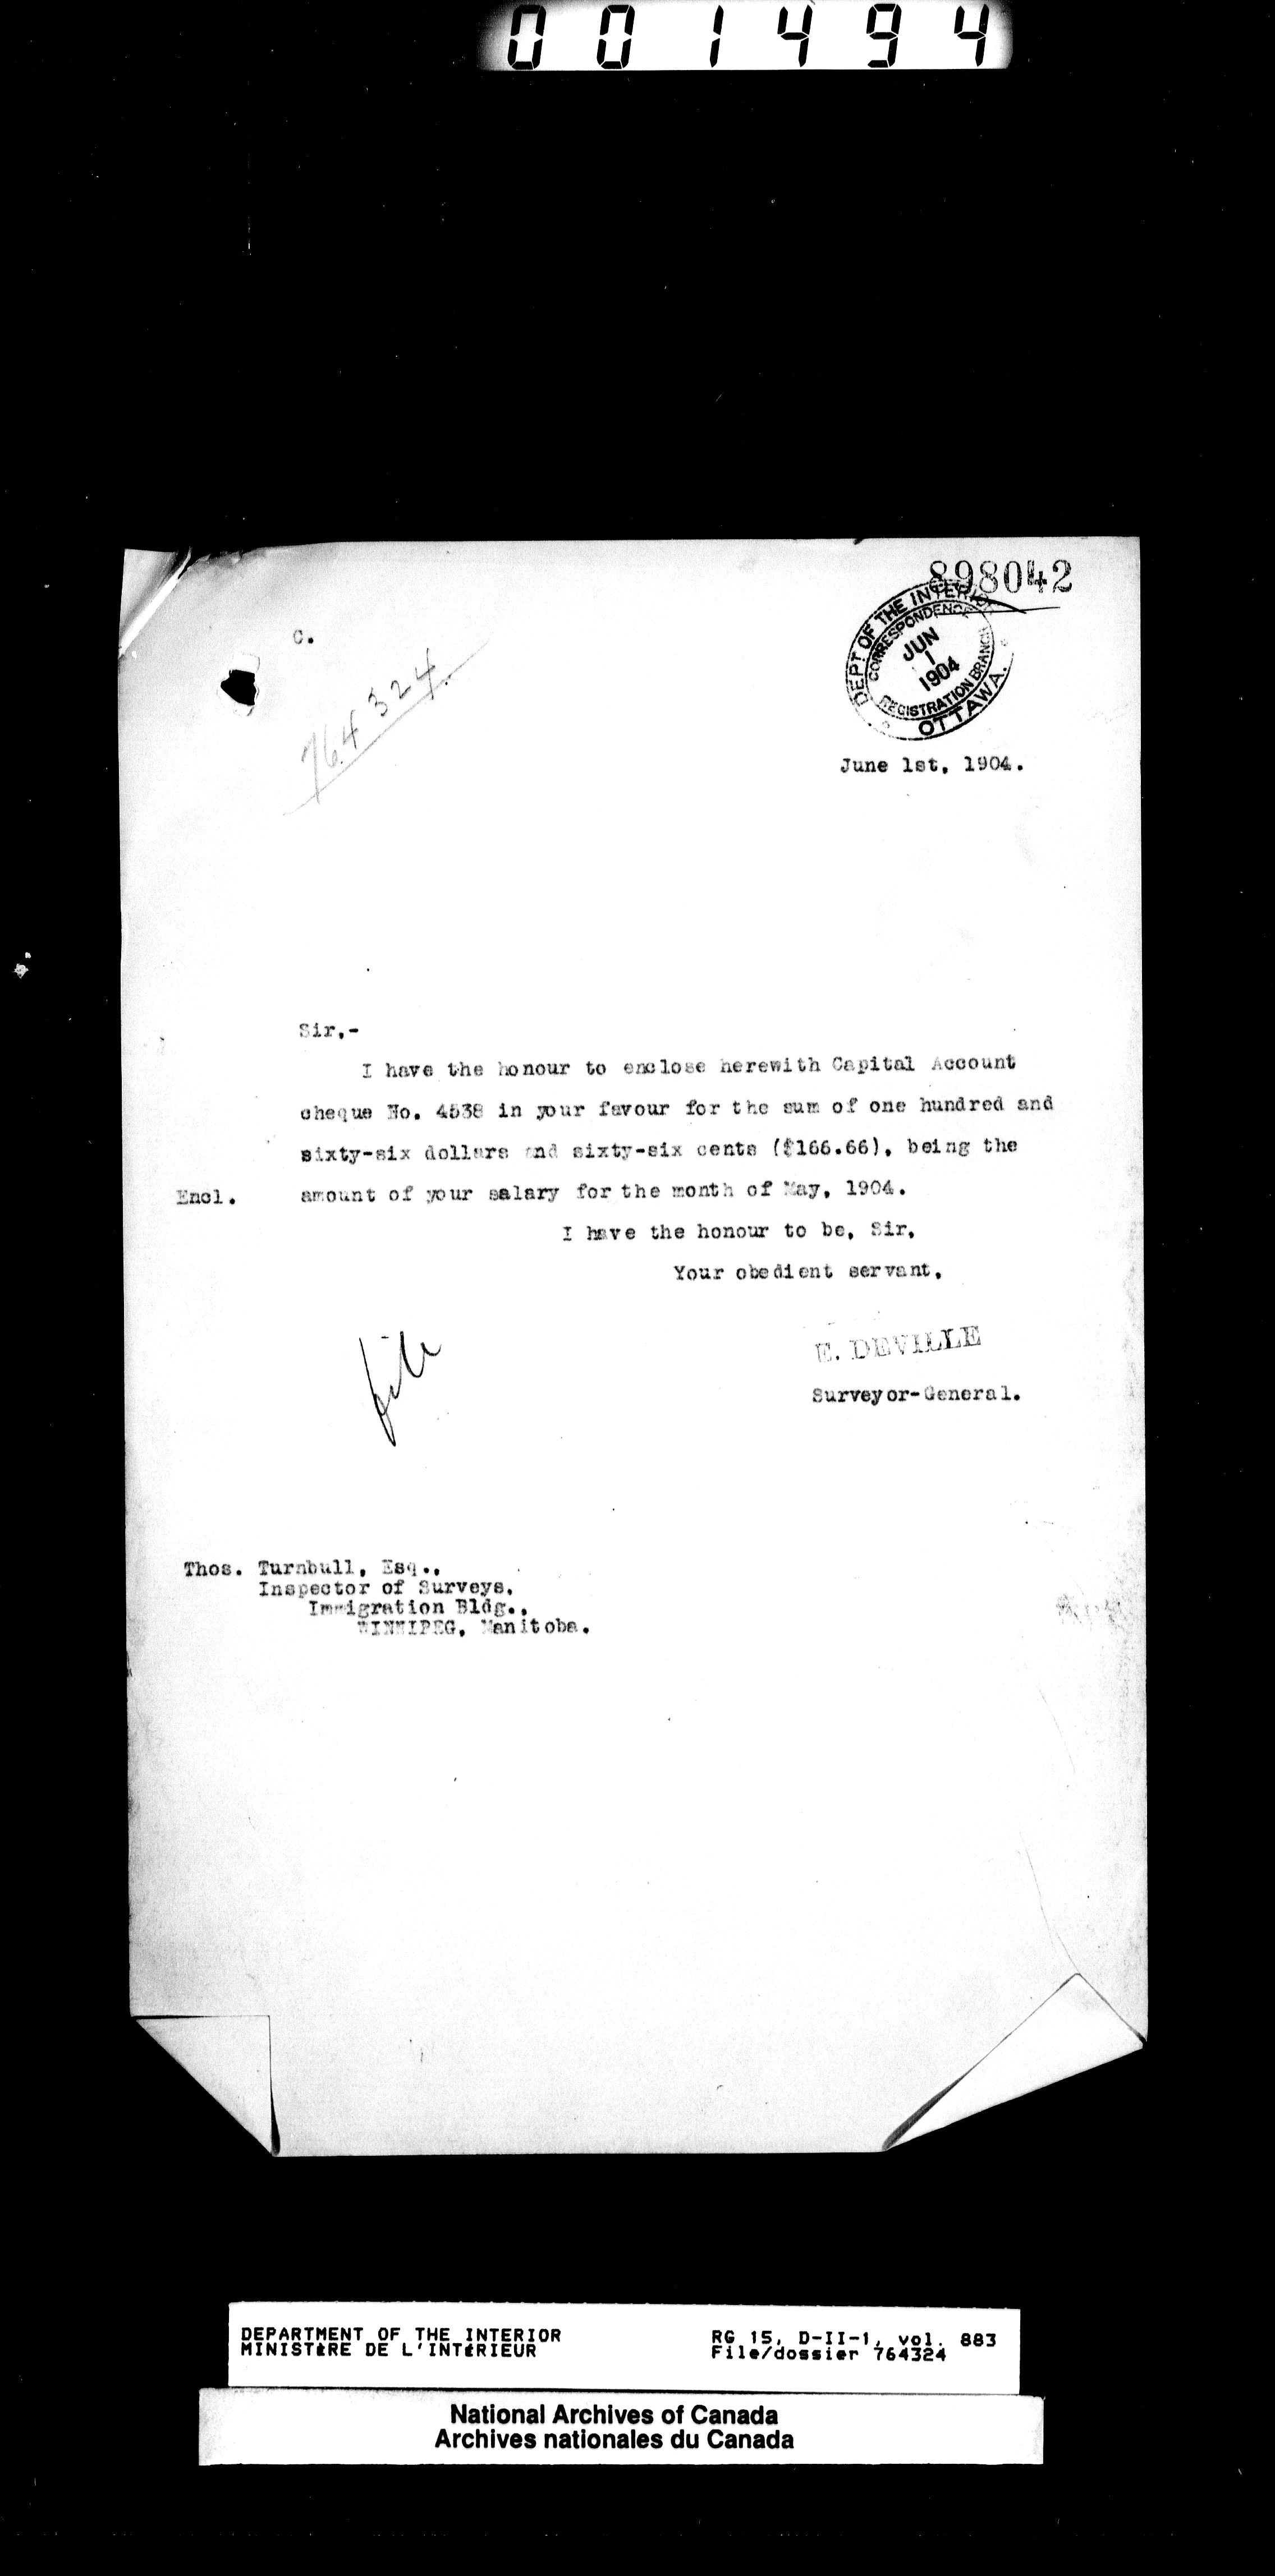 001494
898042
DEPT OF THE INTERIOR
CORRESPONDENCE
JUN
1
1904
REGISTRATION BRANCH
OTTAWA.
C.
764324.
June 1st, 1904.
Sir,-
I have the honour to enclose herewith Capital Account
cheque No. 4538 in your favour for the sum of one hundred and
sixty-six dollars and sixty-six cents ($166.66), being the
Encl. amount of your salary for the month of May, 1904.
I have the honour to be, Sir,
Your obedient servant,
E. DEVILLE
Surveyor-General.
file
Thos. Turnbull, Esq.,
Inspector of Surveys,
Immigration Bldg.,
WINNIPEG, Manitoba.
DEPARTMENT OF THE INTERIOR
MINISTÈRE DE L'INTÉRIEUR
RG 15, D-II-1, vol. 883
File/dossier 764324
National Archives of Canada
Archives nationales du Canada